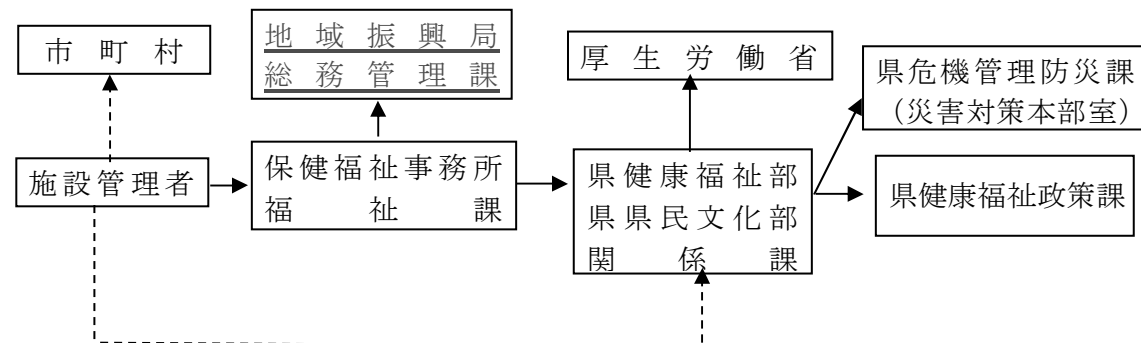 市町村
地域振興局
総務管理課
厚生労働省
県危機管理防災課
（災害対策本部室）
施設管理者
保健福祉事務所
福祉課
県健康福祉部
県県民文化部
関係課
県健康福祉政策課